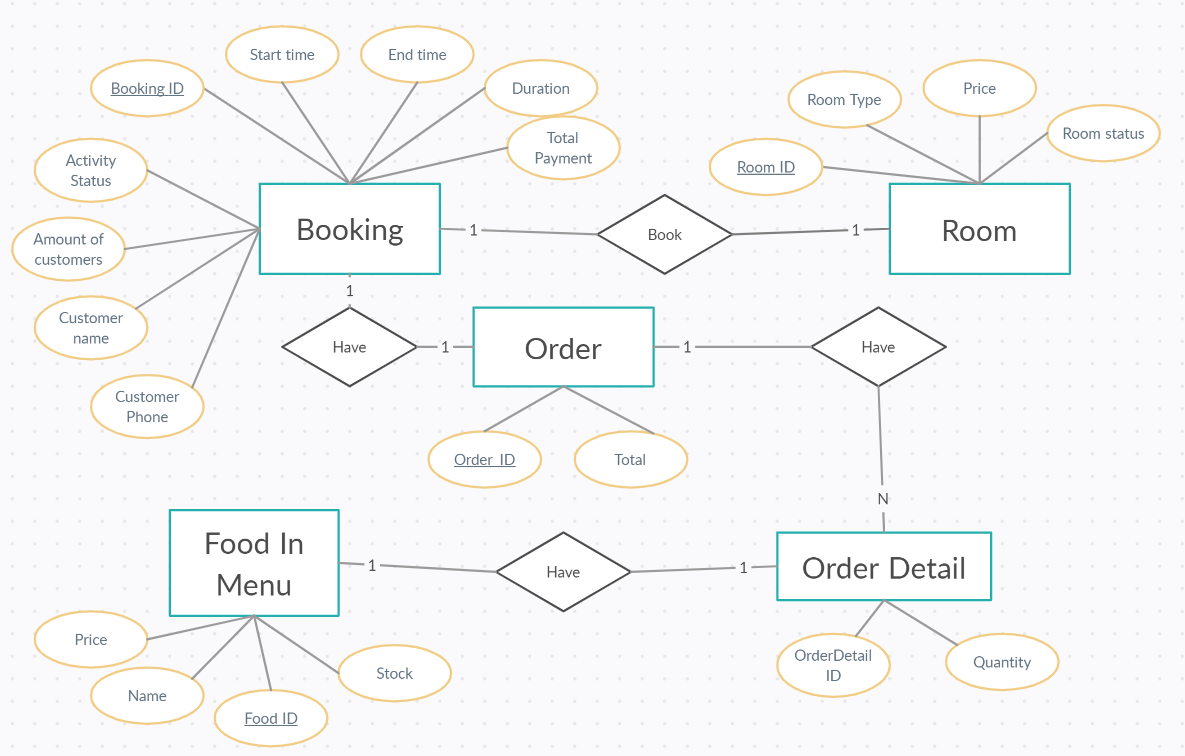 Start time
End time
Booking ID
Duration
Room Type
Price
Room status
Total
Payment
Activity
Status
Room ID
Amount of
customers
Booking
1
Book
1
Room
Customer
name
1
Have
1
Order
1
Have
Customer
Phone
Order_ID
Total
N
Food In
Menu
1
Have
1
Order Detail
Price
Name
Food ID
Stock
OrderDetail
ID
Quantity